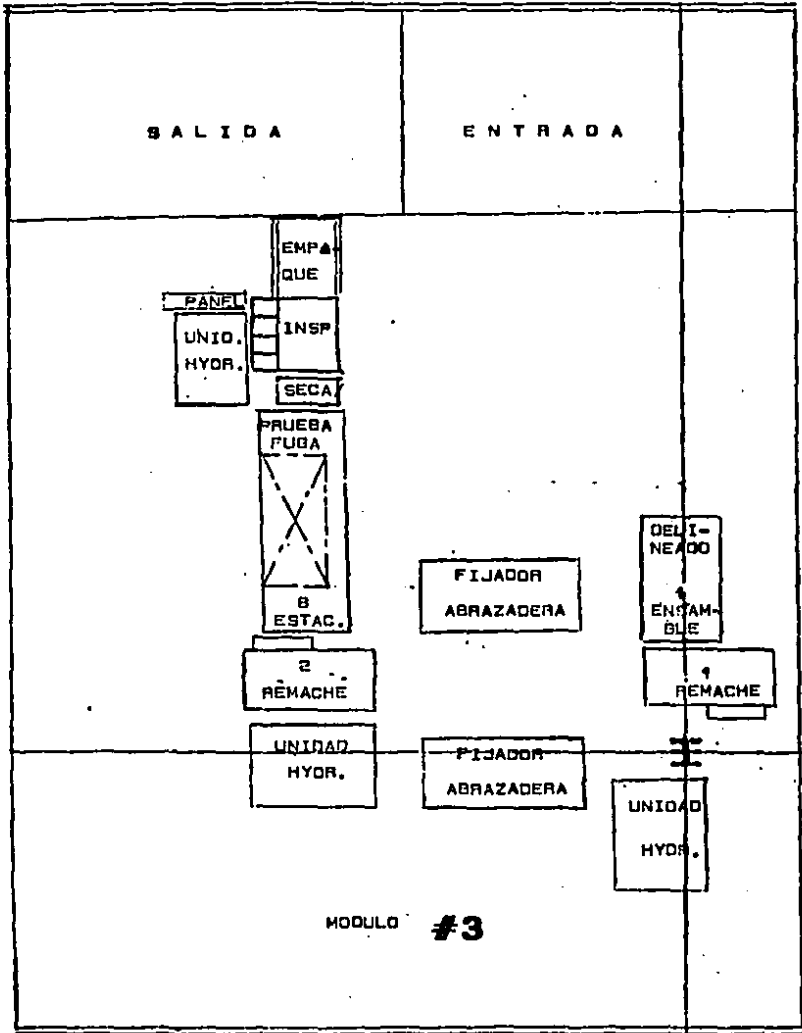 SALIDA
ENTRADA
EMPA-
QUE
PANEL
INSP.
UNID.
HYDR.
SECA
PRUEBA
FUGA
8
ESTAC.
2
REMACHE
UNIDAD
HYDR.
FIJADOR
ABRAZADERA
FIJADOR
ABRAZADERA
DELI-
NEADO
1
ENSAM-
BLE
1
REMACHE
UNIDAD
HYDR.
MODULO #3